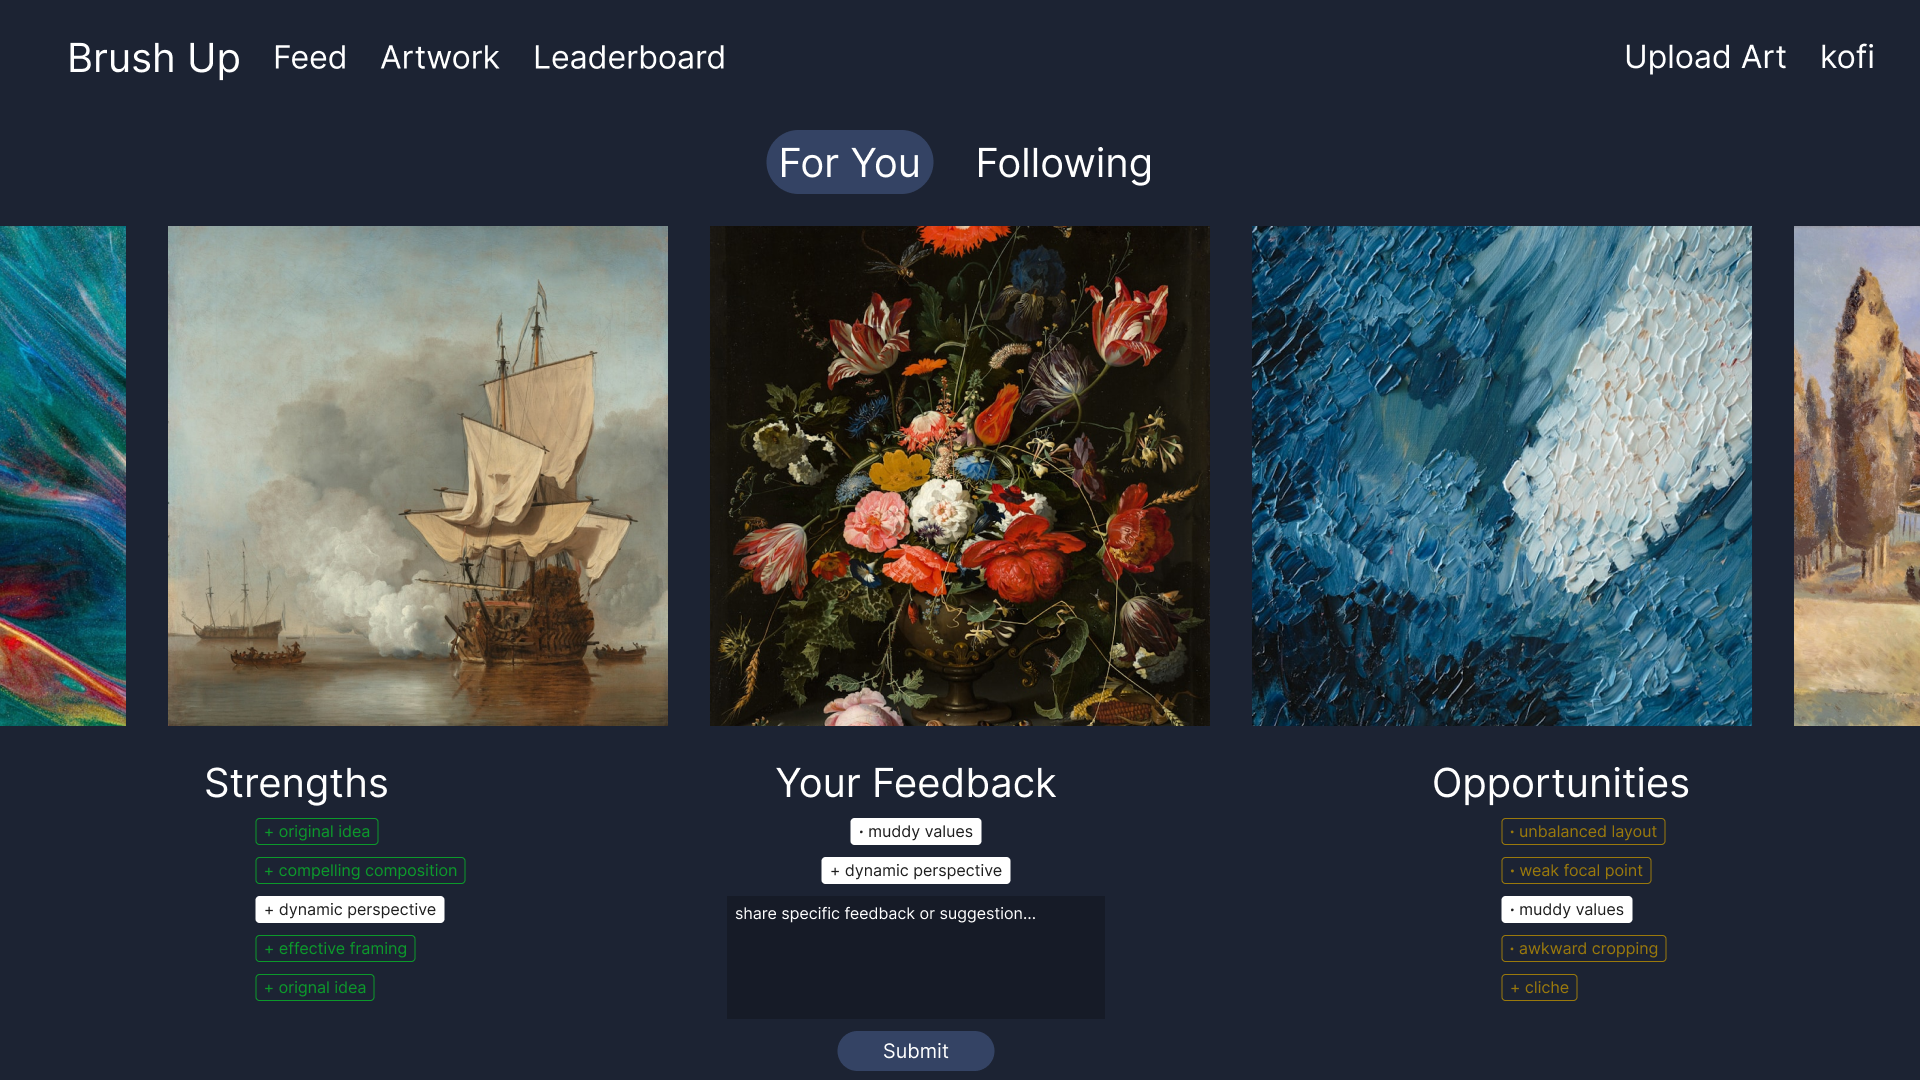 Brush Up Feed Artwork Leaderboard Upload Art kofi
For You Following
Strengths
+ original idea
+ compelling composition
+ dynamic perspective
+ effective framing
+ orignal idea
Your Feedback
· muddy values
+ dynamic perspective
share specific feedback or suggestion...
Submit
Opportunities
· unbalanced layout
· weak focal point
· muddy values
· awkward cropping
+ cliche